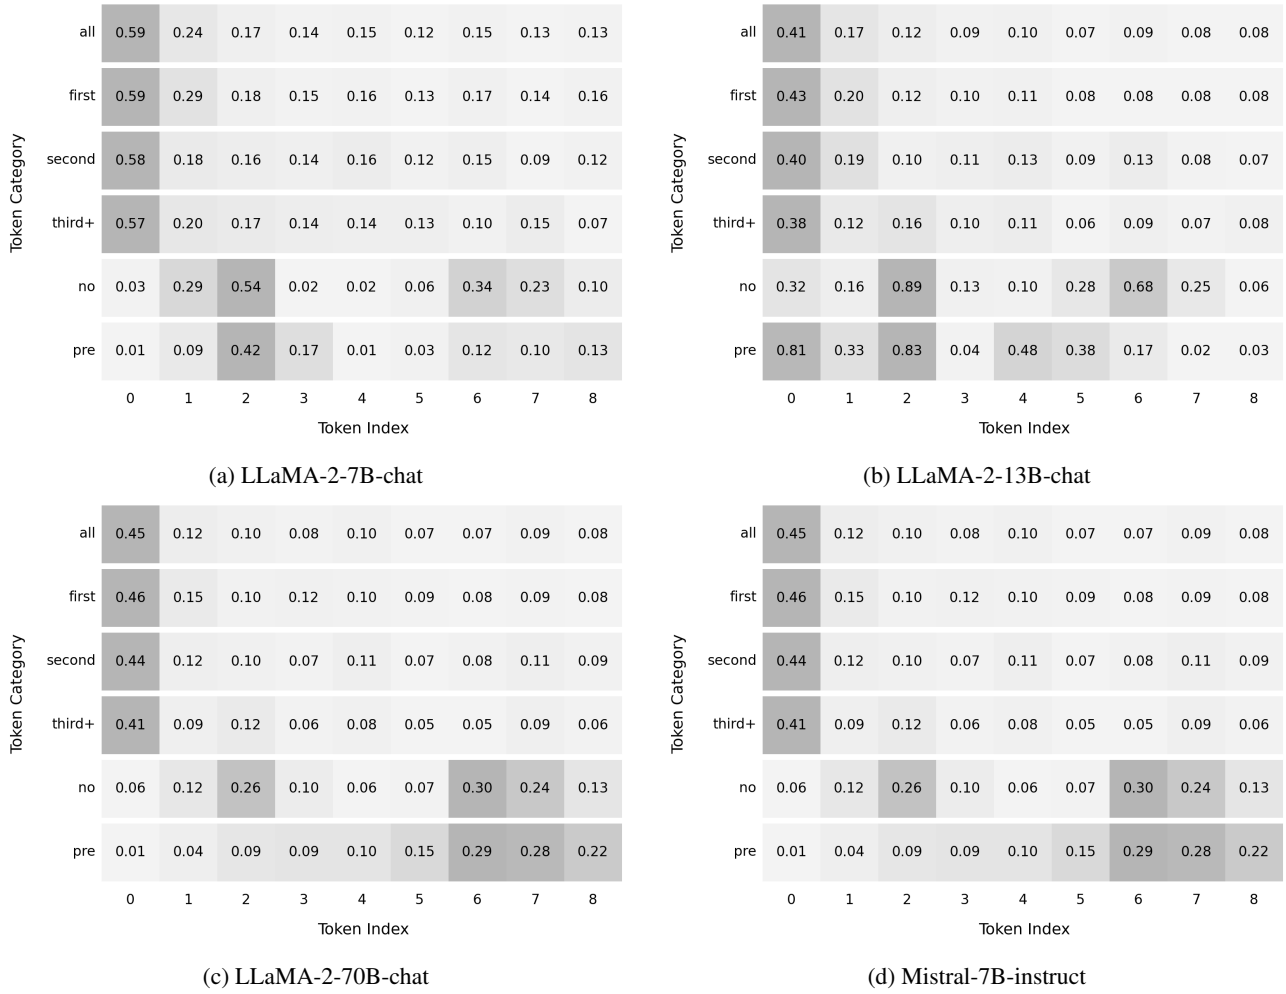 all 0.59 0.24 0.17 0.14 0.15 0.12 0.15 0.13 0.13
first 0.59 0.29 0.18 0.15 0.16 0.13 0.17 0.14 0.16
second 0.58 0.18 0.16 0.14 0.16 0.12 0.15 0.09 0.12
third+ 0.57 0.20 0.17 0.14 0.14 0.13 0.10 0.15 0.07
no 0.03 0.29 0.54 0.02 0.02 0.06 0.34 0.23 0.10
pre 0.01 0.09 0.42 0.17 0.01 0.03 0.12 0.10 0.13
0 1 2 3 4 5 6 7 8
Token Category
Token Index
(a) LLaMA-2-7B-chat
all 0.41 0.17 0.12 0.09 0.10 0.07 0.09 0.08 0.08
first 0.43 0.20 0.12 0.10 0.11 0.08 0.08 0.08 0.08
second 0.40 0.19 0.10 0.11 0.13 0.09 0.13 0.08 0.07
third+ 0.38 0.12 0.16 0.10 0.11 0.06 0.09 0.07 0.08
no 0.32 0.16 0.89 0.13 0.10 0.28 0.68 0.25 0.06
pre 0.81 0.33 0.83 0.04 0.48 0.38 0.17 0.02 0.03
0 1 2 3 4 5 6 7 8
Token Category
Token Index
(b) LLaMA-2-13B-chat
all 0.45 0.12 0.10 0.08 0.10 0.07 0.07 0.09 0.08
first 0.46 0.15 0.10 0.12 0.10 0.09 0.08 0.09 0.08
second 0.44 0.12 0.10 0.07 0.11 0.07 0.08 0.11 0.09
third+ 0.41 0.09 0.12 0.06 0.08 0.05 0.05 0.09 0.06
no 0.06 0.12 0.26 0.10 0.06 0.07 0.30 0.24 0.13
pre 0.01 0.04 0.09 0.09 0.10 0.15 0.29 0.28 0.22
0 1 2 3 4 5 6 7 8
Token Category
Token Index
(c) LLaMA-2-70B-chat
all 0.45 0.12 0.10 0.08 0.10 0.07 0.07 0.09 0.08
first 0.46 0.15 0.10 0.12 0.10 0.09 0.08 0.09 0.08
second 0.44 0.12 0.10 0.07 0.11 0.07 0.08 0.11 0.09
third+ 0.41 0.09 0.12 0.06 0.08 0.05 0.05 0.09 0.06
no 0.06 0.12 0.26 0.10 0.06 0.07 0.30 0.24 0.13
pre 0.01 0.04 0.09 0.09 0.10 0.15 0.29 0.28 0.22
0 1 2 3 4 5 6 7 8
Token Category
Token Index
(d) Mistral-7B-instruct